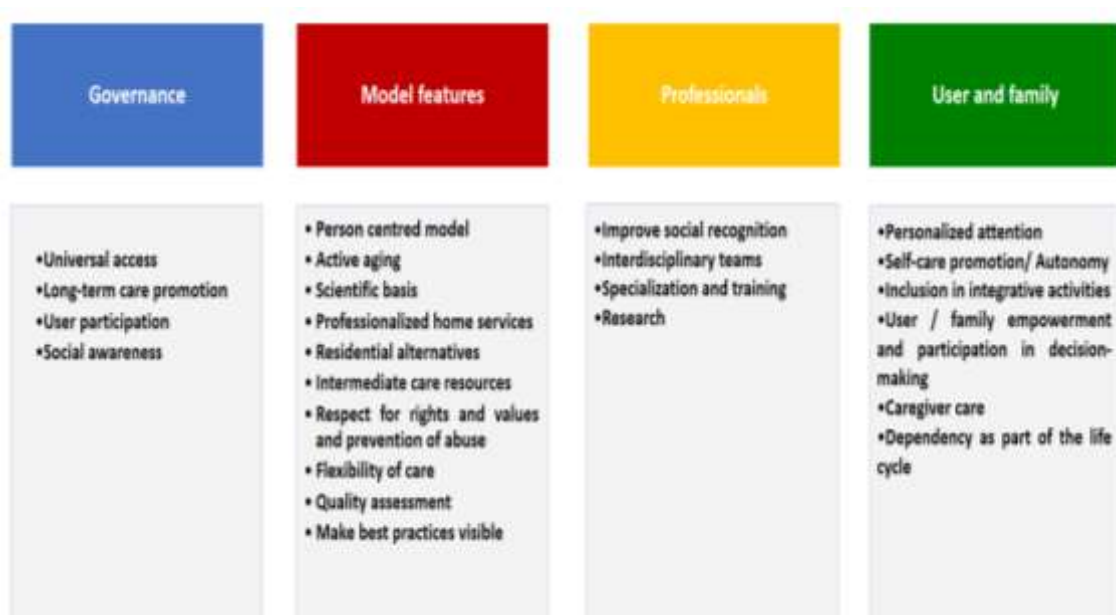 Governance
•Universal access
•Long-term care promotion
•User participation
•Social awareness
Model features
• Person centred model
• Active aging
• Scientific basis
• Professionalized home services
• Residential alternatives
• Intermediate care resources
• Respect for rights and values
and prevention of abuse
• Flexibility of care
• Quality assessment
• Make best practices visible
Professionals
•Improve social recognition
•Interdisciplinary teams
•Specialization and training
•Research
User and family
•Personalized attention
•Self-care promotion/ Autonomy
•Inclusion in integrative activities
•User / family empowerment
and participation in decision-
making
•Caregiver care
•Dependency as part of the life
cycle